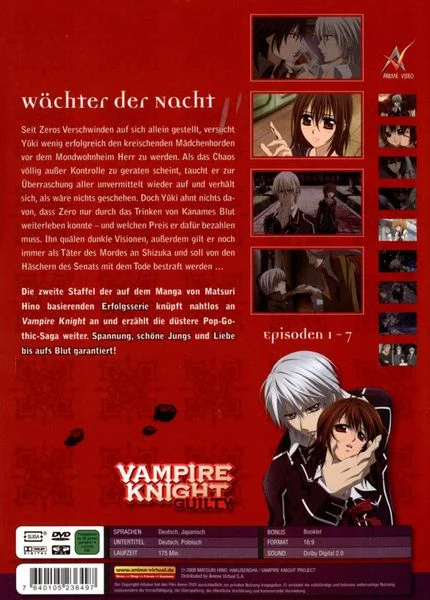 ANIME VIDEO
WÄCHTER DER NACHT
Seit Zeros Verschwinden auf sich allein gestellt, versucht
Yūki wenig erfolgreich den kreischenden Mädchenhorden
vor dem Mondwohnheim Herr zu werden. Als das Chaos
völlig außer Kontrolle zu geraten scheint, taucht er zur
Überraschung aller unvermittelt wieder auf und verhält
sich, als wäre nichts geschehen. Doch Yūki ahnt nichts da-
von, dass Zero nur durch das Trinken von Kanames Blut
weiterleben konnte – und welchen Preis er dafür bezahlen
muss. Ihn quälen dunkle Visionen, außerdem gilt er noch
immer als Täter des Mordes an Shizuka und soll von den
Häschern des Senats mit dem Tode bestraft werden ...
Die zweite Staffel der auf dem Manga von Matsuri
Hino basierenden Erfolgsserie knüpft nahtlos an
Vampire Knight an und erzählt die düstere Pop-Go-
thic-Saga weiter. Spannung, schöne Jungs und Liebe
bis aufs Blut garantiert!
EPISODEN 1 - 7
VAMPIRE
KNIGHT
GUILTY
SUISA
DVD
DOLBY
DIGITAL
SPRACHEN Deutsch, Japanisch
UNTERTITEL Deutsch, Polnisch
LAUFZEIT 175 Min.
BONUS Booklet
FORMAT 16:9
SOUND Dolby Digital 2.0
www.anime-virtual.de
© 2008 MATSURI HINO, HAKUSENSHA / VAMPIRE KNIGHT PROJECT
Distributed by Anime Virtual S.A.
7 640105 236497